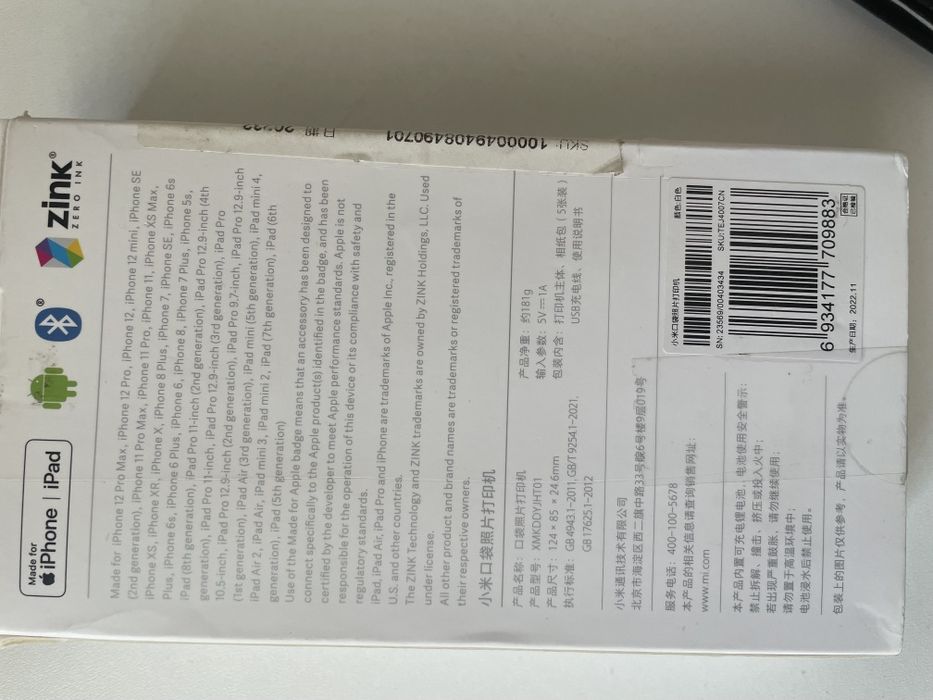 Made for
iPhone | iPad
Bluetooth®
zink®
ZERO INK
Made for iPhone 12 Pro Max, iPhone 12 Pro, iPhone 12, iPhone 12 mini, iPhone SE
(2nd generation), iPhone 11 Pro Max, iPhone 11 Pro, iPhone 11, iPhone XS Max,
iPhone XS, iPhone XR, iPhone X, iPhone 8 Plus, iPhone 7, iPhone SE, iPhone 6s
Plus, iPhone 6s, iPhone 6 Plus, iPhone 6, iPhone 8, iPhone 7 Plus, iPhone 5s,
iPad (8th generation), iPad Pro 11-inch (2nd generation), iPad Pro 12.9-inch (4th
generation), iPad Pro 11-inch, iPad Pro 12.9-inch (3rd generation), iPad Pro
10.5-inch, iPad Pro 12.9-inch (2nd generation), iPad Pro 9.7-inch, iPad Pro 12.9-inch
(1st generation), iPad Air (3rd generation), iPad mini (5th generation), iPad mini 4,
iPad Air 2, iPad Air, iPad mini 3, iPad mini 2, iPad (7th generation), iPad (6th
generation), iPad (5th generation)
Use of the Made for Apple badge means that an accessory has been designed to
connect specifically to the Apple product(s) identified in the badge, and has been
certified by the developer to meet Apple performance standards. Apple is not
responsible for the operation of this device or its compliance with safety and
regulatory standards.
iPad, iPad Air, iPad Pro and iPhone are trademarks of Apple Inc., registered in the
U.S. and other countries.
The ZINK Technology and ZINK trademarks are owned by ZINK Holdings, LLC. Used
under license.
All other product and brand names are trademarks or registered trademarks of
their respective owners.
小米口袋照片打印机
产品名称：口袋照片打印机
产品型号：XMKDDYJHT01
产品尺寸：124 × 85 × 24.6mm
执行标准：GB 4943.1-2011, GB/T 9254.1-2021,
GB 17625.1-2012
产品净重：约181g
输入参数：5V⎓1A
包装内含：打印机主体、相纸包（5张装）
USB充电线、使用说明书
小米通讯技术有限公司
北京市海淀区西二旗中路33号院6号楼9层019号
服务电话：400-100-5678
本产品的相关信息请查询销售网址：
www.mi.com
本产品内置可充电锂电池，电池使用安全警示：
禁止拆解、撞击、挤压或投入火中；
若出现严重鼓胀、请勿继续使用；
请勿置于高温环境中；
电池浸水后禁止使用。
包装上的图片仅供参考，产品请以实物为准。
小米口袋照片打印机
颜色:白色
SN: 23569/00403434
SKU:TEJ4007CN
6 934177 709883
生产日期：2022.11
合格证
已检验
SKU: 1000049408490701
日期